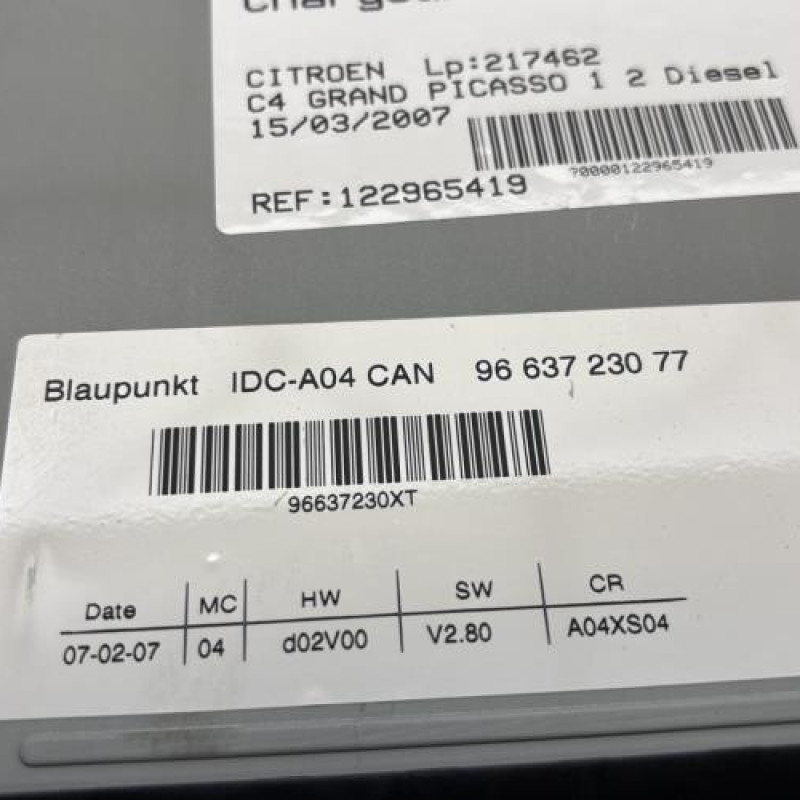 CITROEN Lp:217462
C4 GRAND PICASSO 1 2 Diesel
15/03/2007
?0000122965419
REF:122965419
Blaupunkt IDC-A04 CAN 96 637 230 77
96637230XT
Date MC HW SW CR
07-02-07 04 d02V00 V2.80 A04XS04